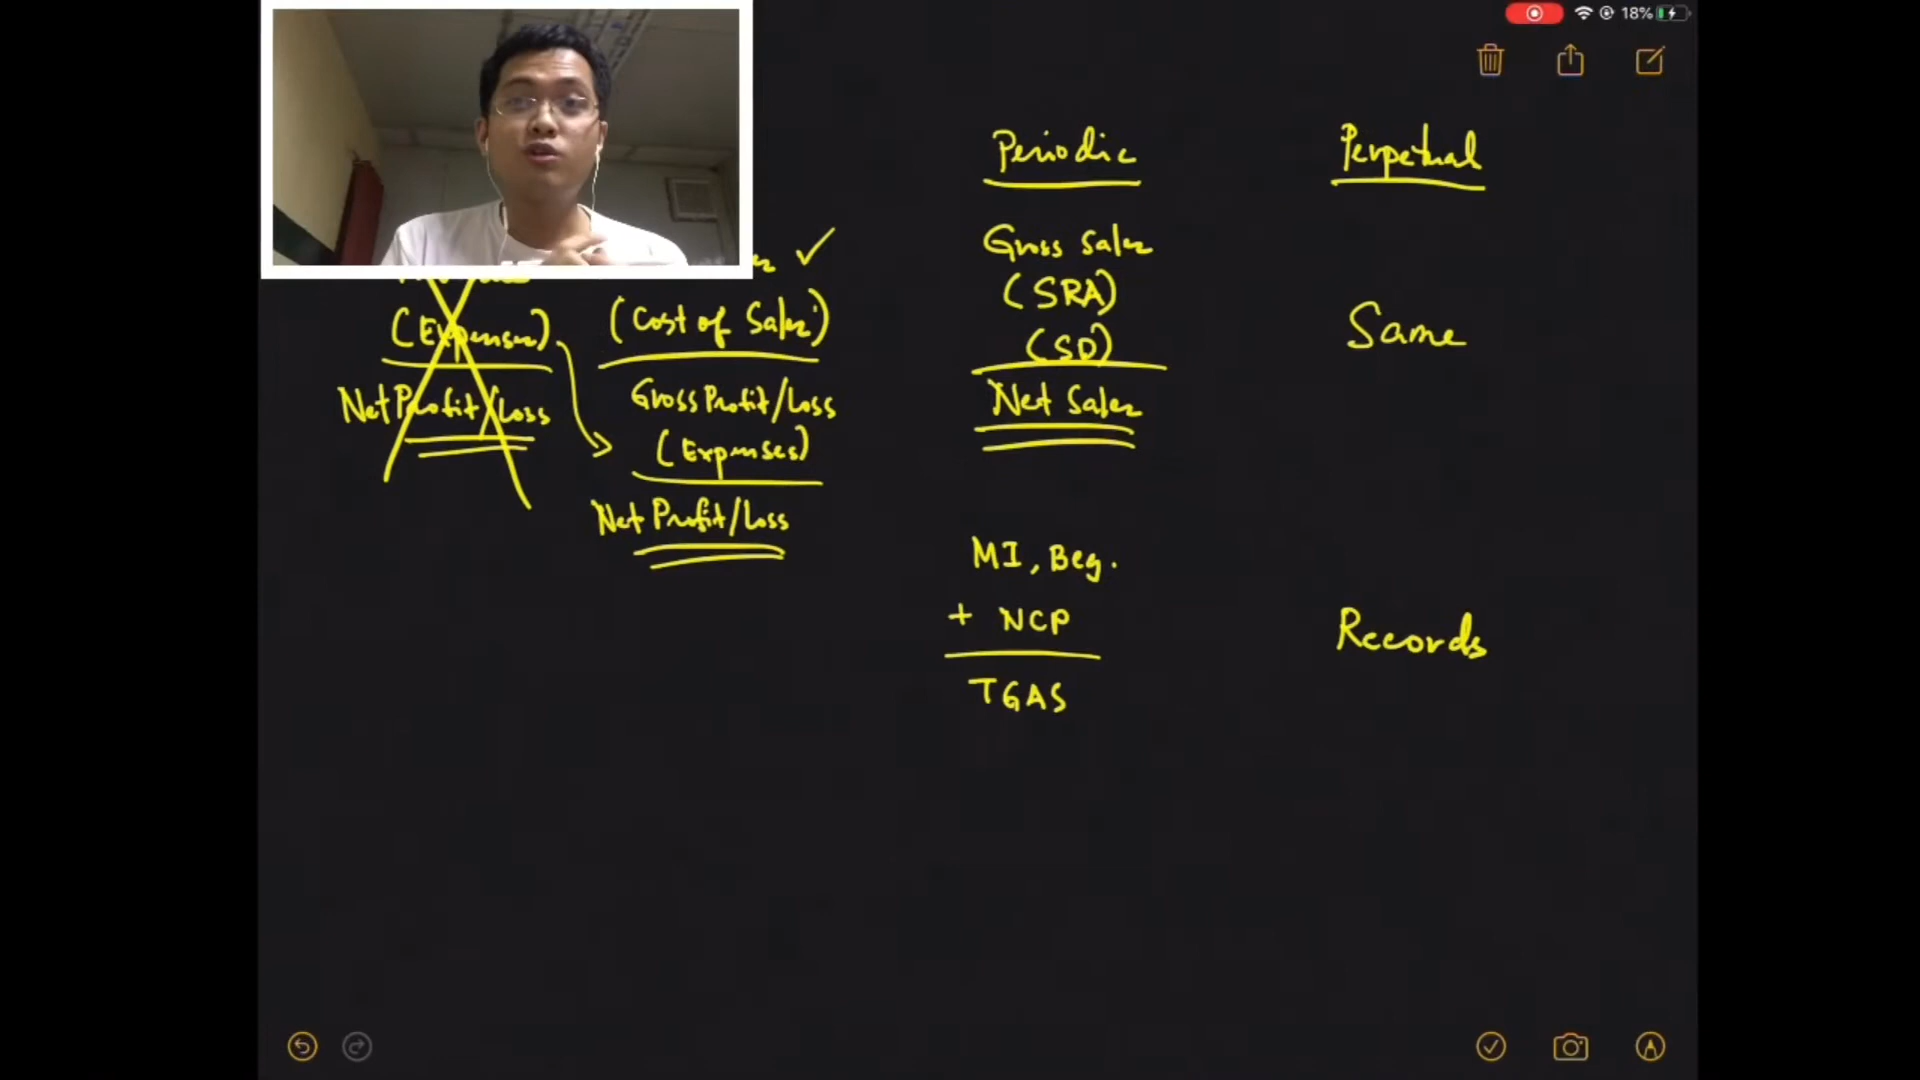 18%
Periodic
Perpetual
Gross Sales
(SRA)
(SD)
Net Sales
Same
(Expenses)
Net Profit/Loss
(Cost of Sales)
Gross Profit/Loss
(Expenses)
Net Profit/Loss
MI, Beg.
+ NCP
TGAS
Records